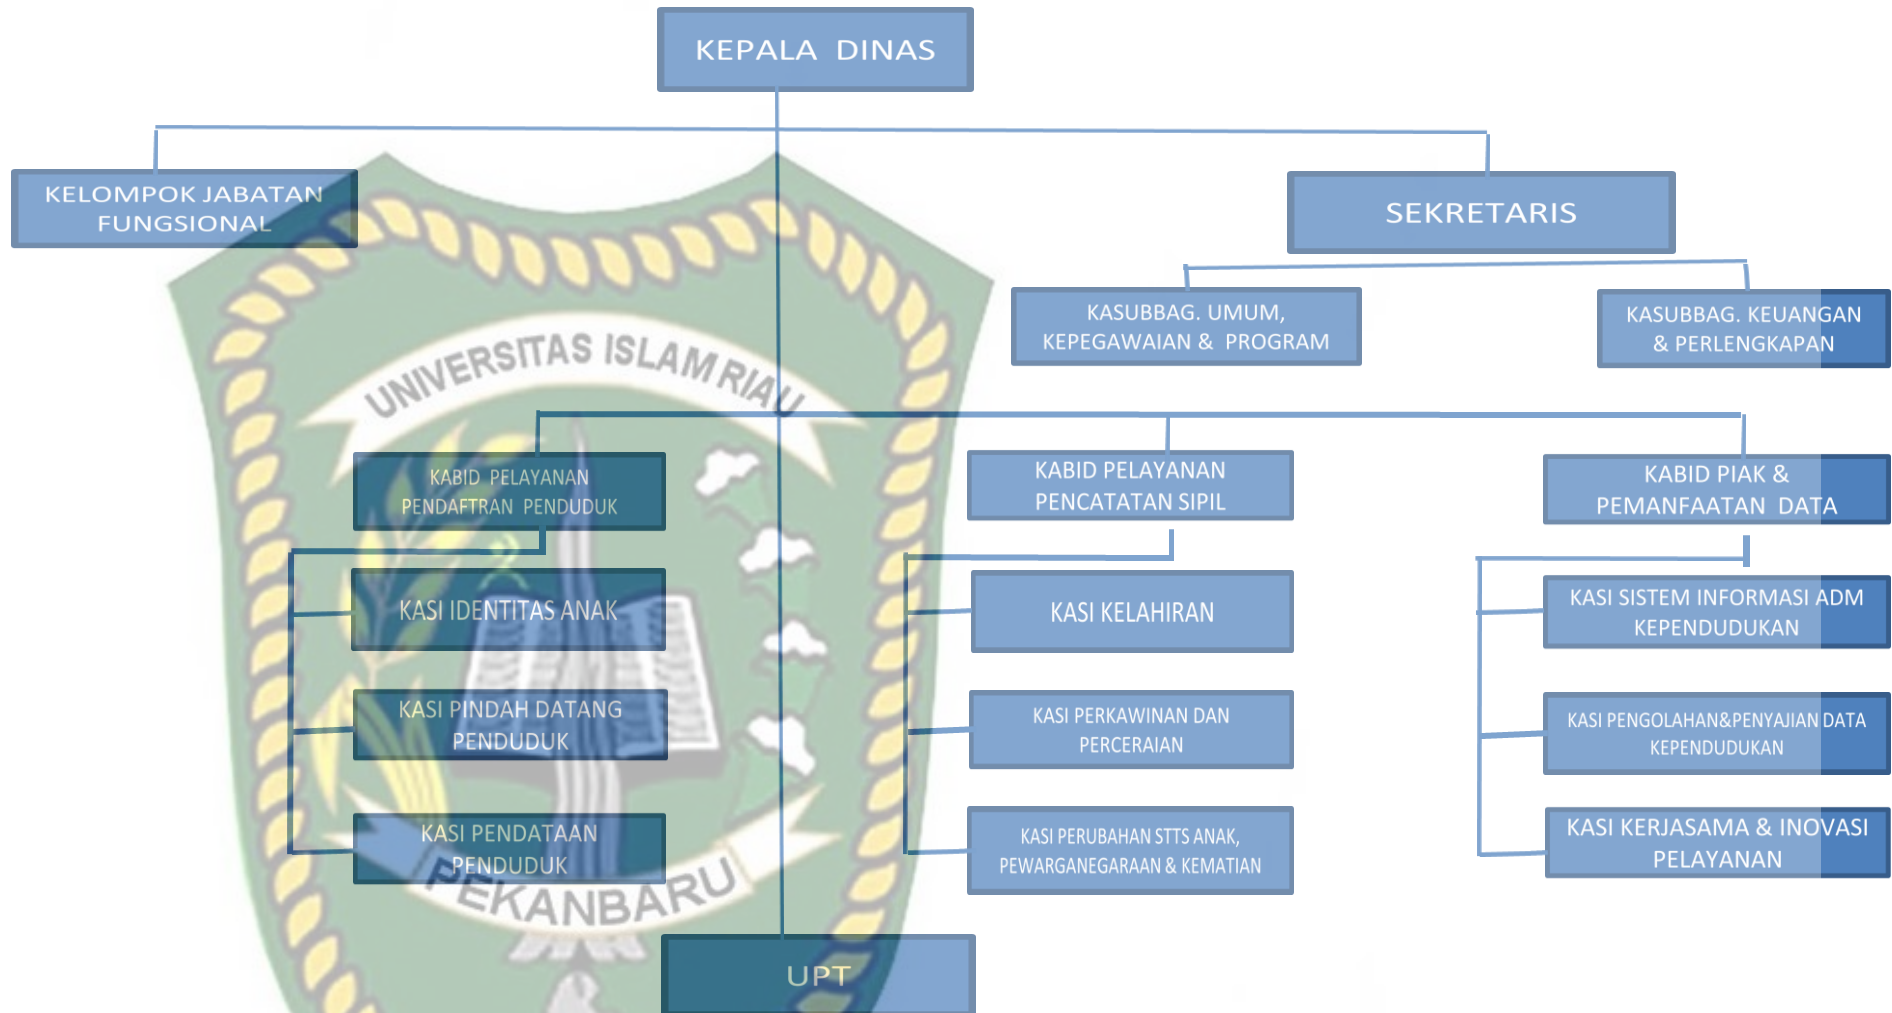 KEPALA DINAS
KELOMPOK JABATAN
FUNGSIONAL
SEKRETARIS
KASUBBAG. UMUM,
KEPEGAWAIAN & PROGRAM
KASUBBAG. KEUANGAN
& PERLENGKAPAN
UNIVERSITAS ISLAM RIAU
KABID PELAYANAN
PENDAFTRAN PENDUDUK
KABID PELAYANAN
PENCATATAN SIPIL
KABID PIAK &
PEMANFAATAN DATA
KASI IDENTITAS ANAK
KASI KELAHIRAN
KASI SISTEM INFORMASI ADM
KEPENDUDUKAN
KASI PINDAH DATANG
PENDUDUK
KASI PERKAWINAN DAN
PERCERAIAN
KASI PENGOLAHAN&PENYAJIAN DATA
KEPENDUDUKAN
KASI PENDATAAN
PENDUDUK
KASI PERUBAHAN STTS ANAK,
PEWARGANEGARAAN & KEMATIAN
KASI KERJASAMA & INOVASI
PELAYANAN
PEKANBARU
UPT